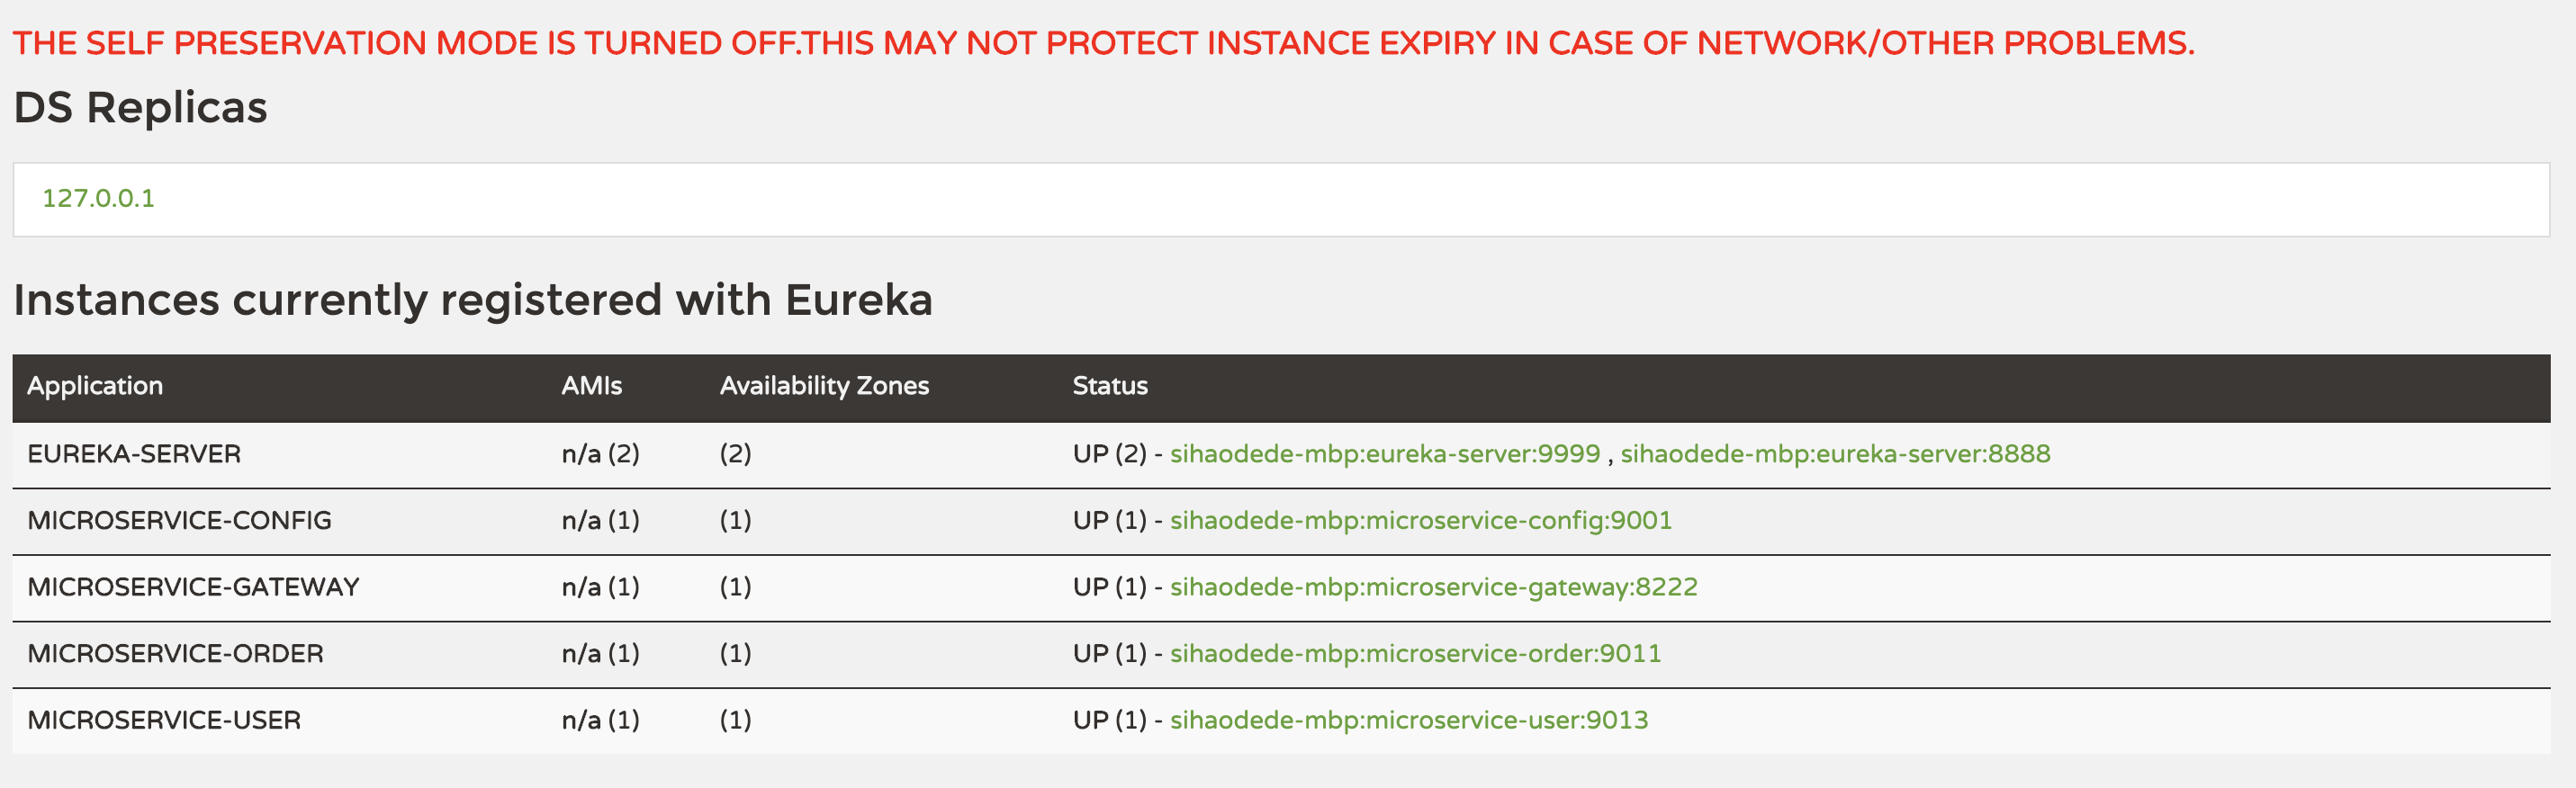 THE SELF PRESERVATION MODE IS TURNED OFF.THIS MAY NOT PROTECT INSTANCE EXPIRY IN CASE OF NETWORK/OTHER PROBLEMS.
DS Replicas
127.0.0.1
Instances currently registered with Eureka
Application AMIs Availability Zones Status
EUREKA-SERVER n/a (2) (2) UP (2) - sihaodede-mbp:eureka-server:9999 , sihaodede-mbp:eureka-server:8888
MICROSERVICE-CONFIG n/a (1) (1) UP (1) - sihaodede-mbp:microservice-config:9001
MICROSERVICE-GATEWAY n/a (1) (1) UP (1) - sihaodede-mbp:microservice-gateway:8222
MICROSERVICE-ORDER n/a (1) (1) UP (1) - sihaodede-mbp:microservice-order:9011
MICROSERVICE-USER n/a (1) (1) UP (1) - sihaodede-mbp:microservice-user:9013